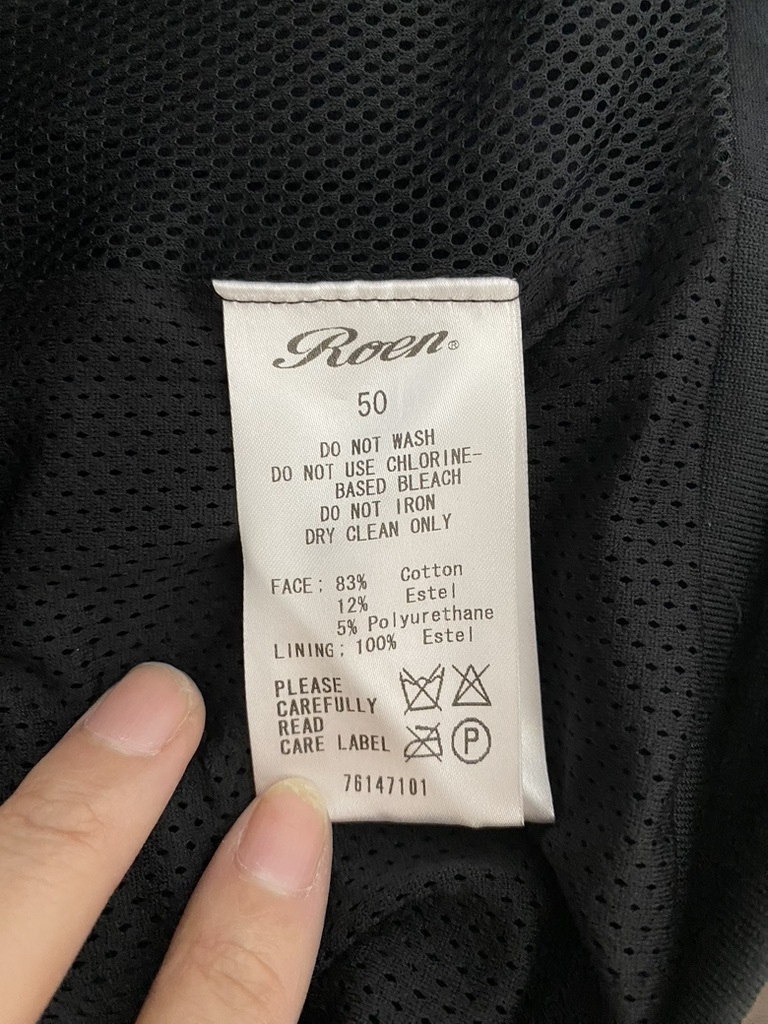 Roen®
50
DO NOT WASH
DO NOT USE CHLORINE-
BASED BLEACH
DO NOT IRON
DRY CLEAN ONLY
FACE: 83% Cotton
12% Estel
5% Polyurethane
LINING: 100% Estel
PLEASE
CAREFULLY
READ
CARE LABEL
P
76147101